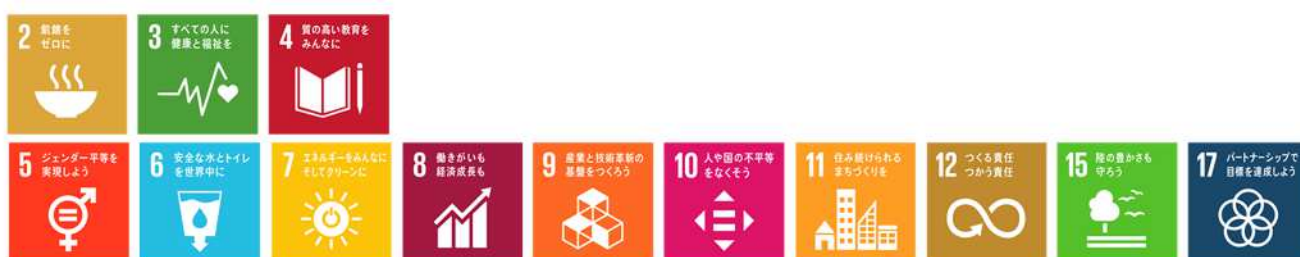 2 飢餓を
ゼロに
3 すべての人に
健康と福祉を
4 質の高い教育を
みんなに
5 ジェンダー平等を
実現しよう
6 安全な水とトイレ
を世界中に
7 エネルギーをみんなに
そしてクリーンに
8 働きがいも
経済成長も
9 産業と技術革新の
基盤をつくろう
10 人や国の不平等
をなくそう
11 住み続けられる
まちづくりを
12 つくる責任
つかう責任
15 陸の豊かさも
守ろう
17 パートナーシップで
目標を達成しよう